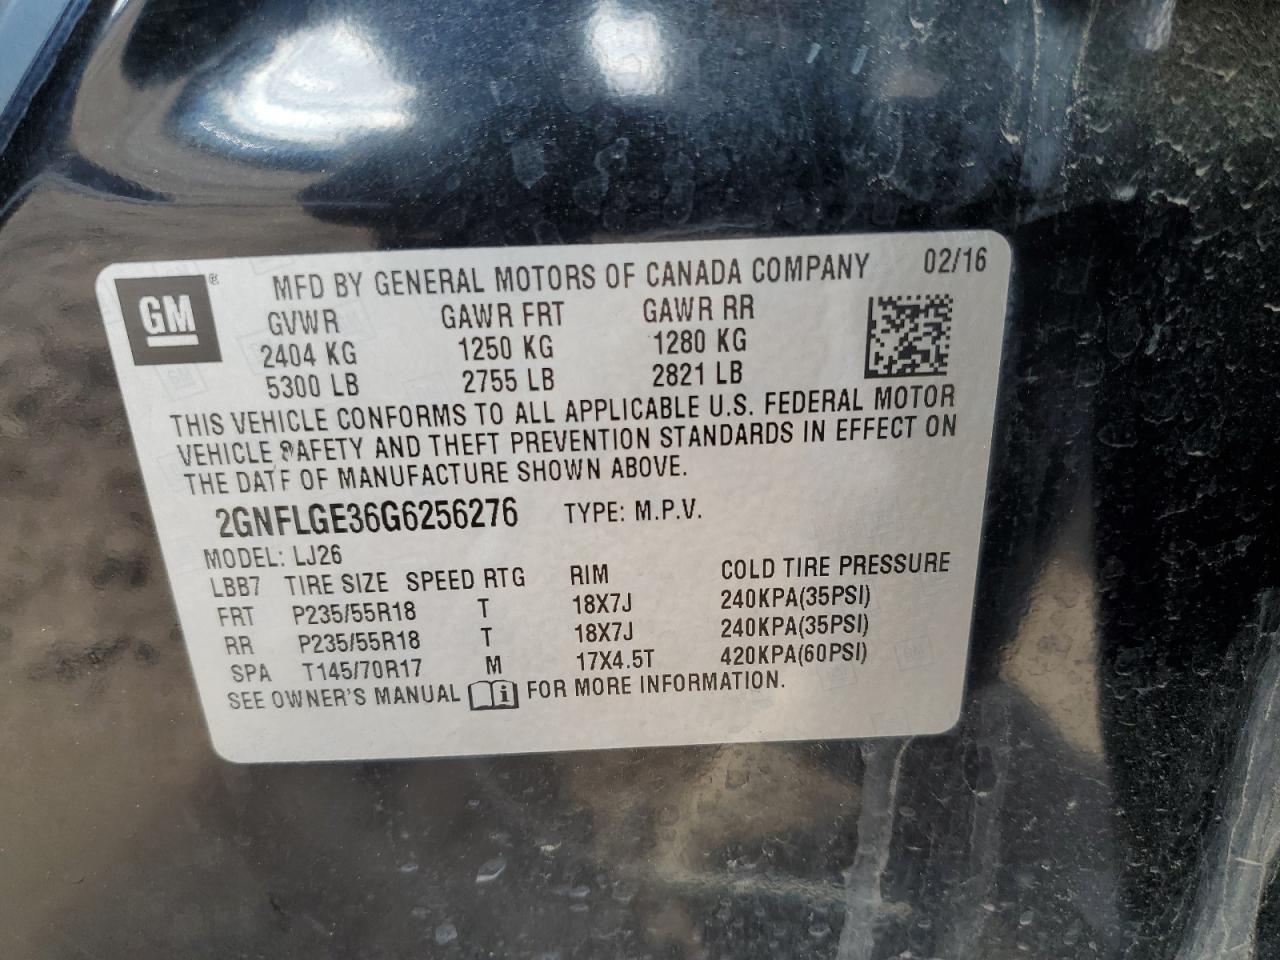 GM®
MFD BY GENERAL MOTORS OF CANADA COMPANY 02/16
GVWR GAWR FRT GAWR RR
2404 KG 1250 KG 1280 KG
5300 LB 2755 LB 2821 LB
THIS VEHICLE CONFORMS TO ALL APPLICABLE U.S. FEDERAL MOTOR
VEHICLE SAFETY AND THEFT PREVENTION STANDARDS IN EFFECT ON
THE DATE OF MANUFACTURE SHOWN ABOVE.
2GNFLGE36G6256276 TYPE: M.P.V.
MODEL: LJ26
LBB7 TIRE SIZE SPEED RTG RIM COLD TIRE PRESSURE
FRT P235/55R18 T 18X7J 240KPA(35PSI)
RR P235/55R18 T 18X7J 240KPA(35PSI)
SPA T145/70R17 M 17X4.5T 420KPA(60PSI)
SEE OWNER'S MANUAL i FOR MORE INFORMATION.